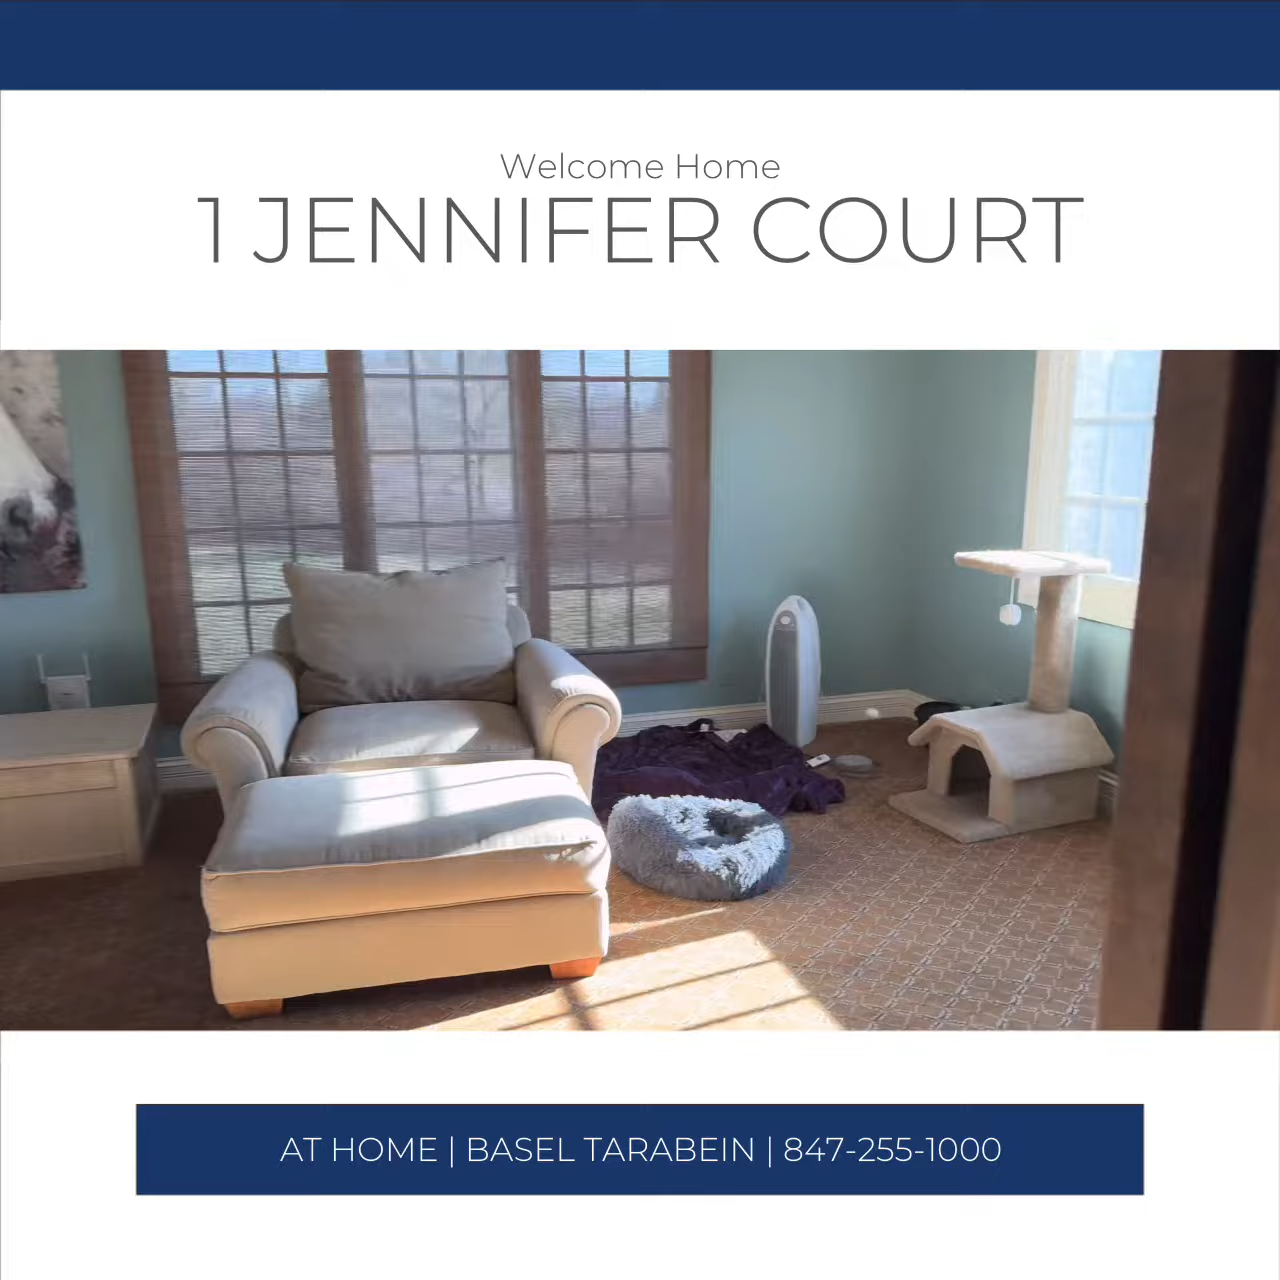 Welcome Home
1 JENNIFER COURT
AT HOME | BASEL TARABEIN | 847-255-1000